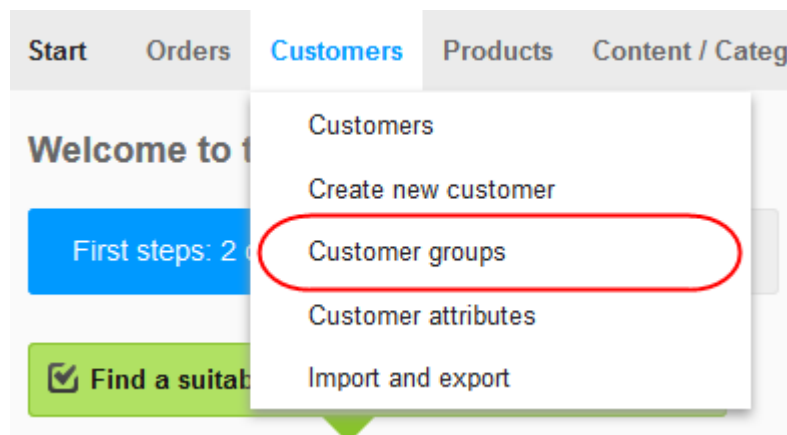 Start Orders Customers Products Content / Categ
Customers
Welcome to t
Create new customer
First steps: 2
Customer groups
Customer attributes
Find a suitab
Import and export